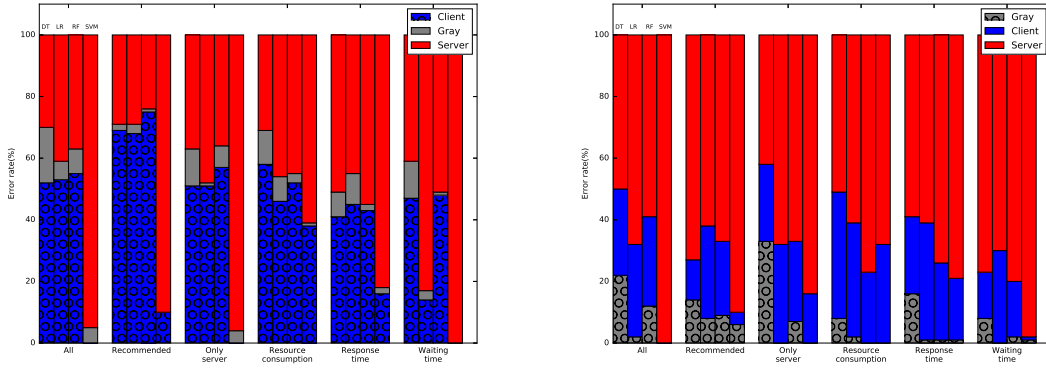 DT LR RF SVM
Client
Gray
Server
Error rate(%)
100
80
60
40
20
0
All
Recommended
Only server
Resource consumption
Response time
Waiting time
DT LR RF SVM
Gray
Client
Server
Error rate(%)
100
80
60
40
20
0
All
Recommended
Only server
Resource consumption
Response time
Waiting time